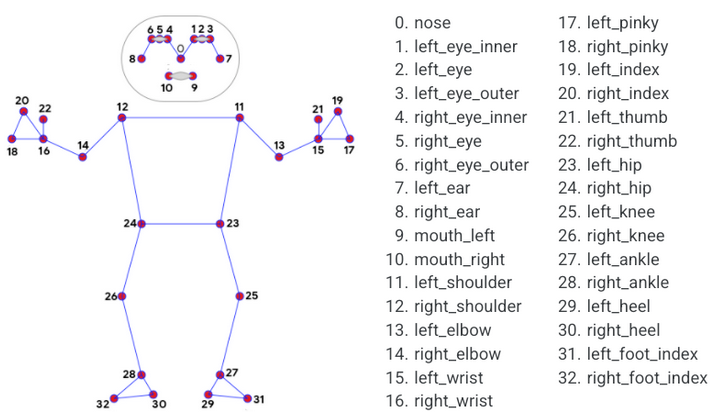 6 5 4 1 2 3
0
8 7
10 9
20 22 12 11 21 19
18 16 14 13 15 17
24 23
26 25
28 27
32 30 29 31
0. nose
1. left_eye_inner
2. left_eye
3. left_eye_outer
4. right_eye_inner
5. right_eye
6. right_eye_outer
7. left_ear
8. right_ear
9. mouth_left
10. mouth_right
11. left_shoulder
12. right_shoulder
13. left_elbow
14. right_elbow
15. left_wrist
16. right_wrist
17. left_pinky
18. right_pinky
19. left_index
20. right_index
21. left_thumb
22. right_thumb
23. left_hip
24. right_hip
25. left_knee
26. right_knee
27. left_ankle
28. right_ankle
29. left_heel
30. right_heel
31. left_foot_index
32. right_foot_index